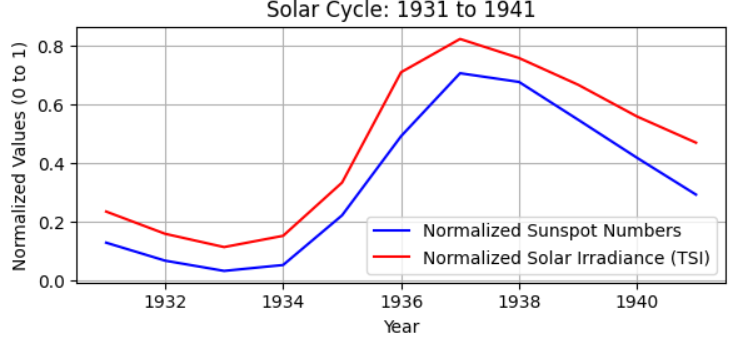 Solar Cycle: 1931 to 1941
Normalized Values (0 to 1)
0.8
0.6
0.4
0.2
0.0
Normalized Sunspot Numbers
Normalized Solar Irradiance (TSI)
1932 1934 1936 1938 1940
Year